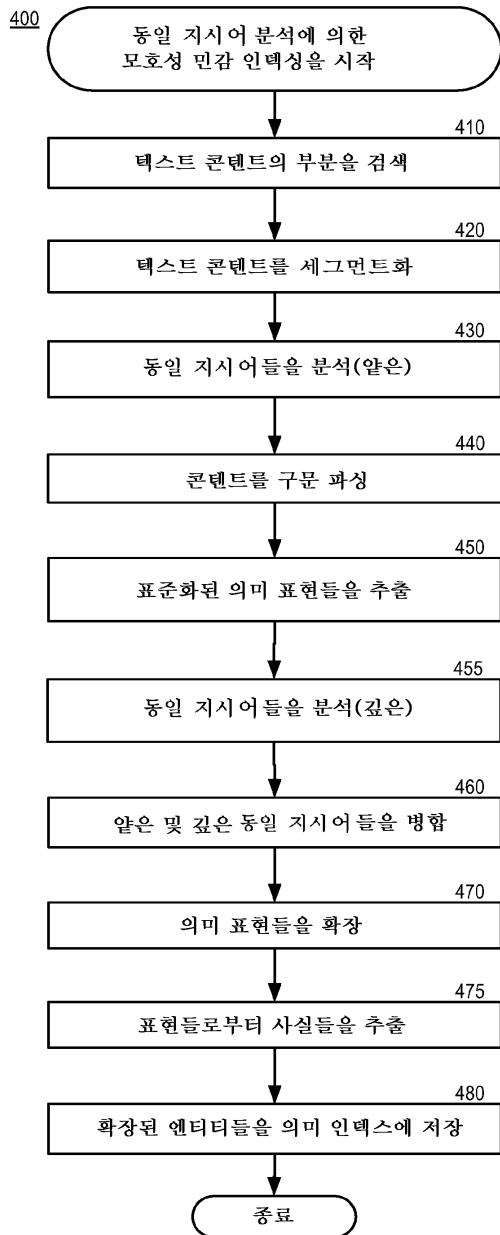 400
동일 지시어 분석에 의한
모호성 민감 인덱싱을 시작
410
텍스트 콘텐트의 부분을 검색
420
텍스트 콘텐트를 세그먼트화
430
동일 지시어들을 분석(얕은)
440
콘텐트를 구문 파싱
450
표준화된 의미 표현들을 추출
455
동일 지시어들을 분석(깊은)
460
얕은 및 깊은 동일 지시어들을 병합
470
의미 표현들을 확장
475
표현들로부터 사실들을 추출
480
확장된 엔티티들을 의미 인덱스에 저장
종료